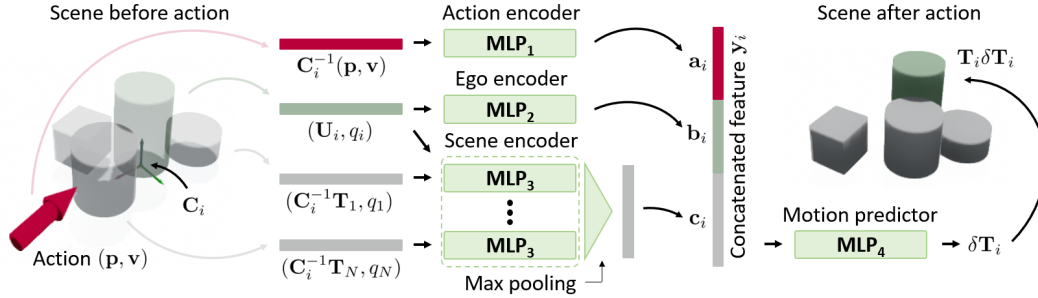 Scene before action
Action encoder
Scene after action
MLP₁
C_i^{-1}(p, v)
Ego encoder
MLP₂
(U_i, q_i)
Scene encoder
MLP₃
(C_i^{-1}T_1, q_1)
MLP₃
(C_i^{-1}T_N, q_N)
Max pooling
C_i
Action (p, v)
a_i
b_i
c_i
Concatenated feature y_i
T_iδT_i
Motion predictor
MLP₄
δT_i